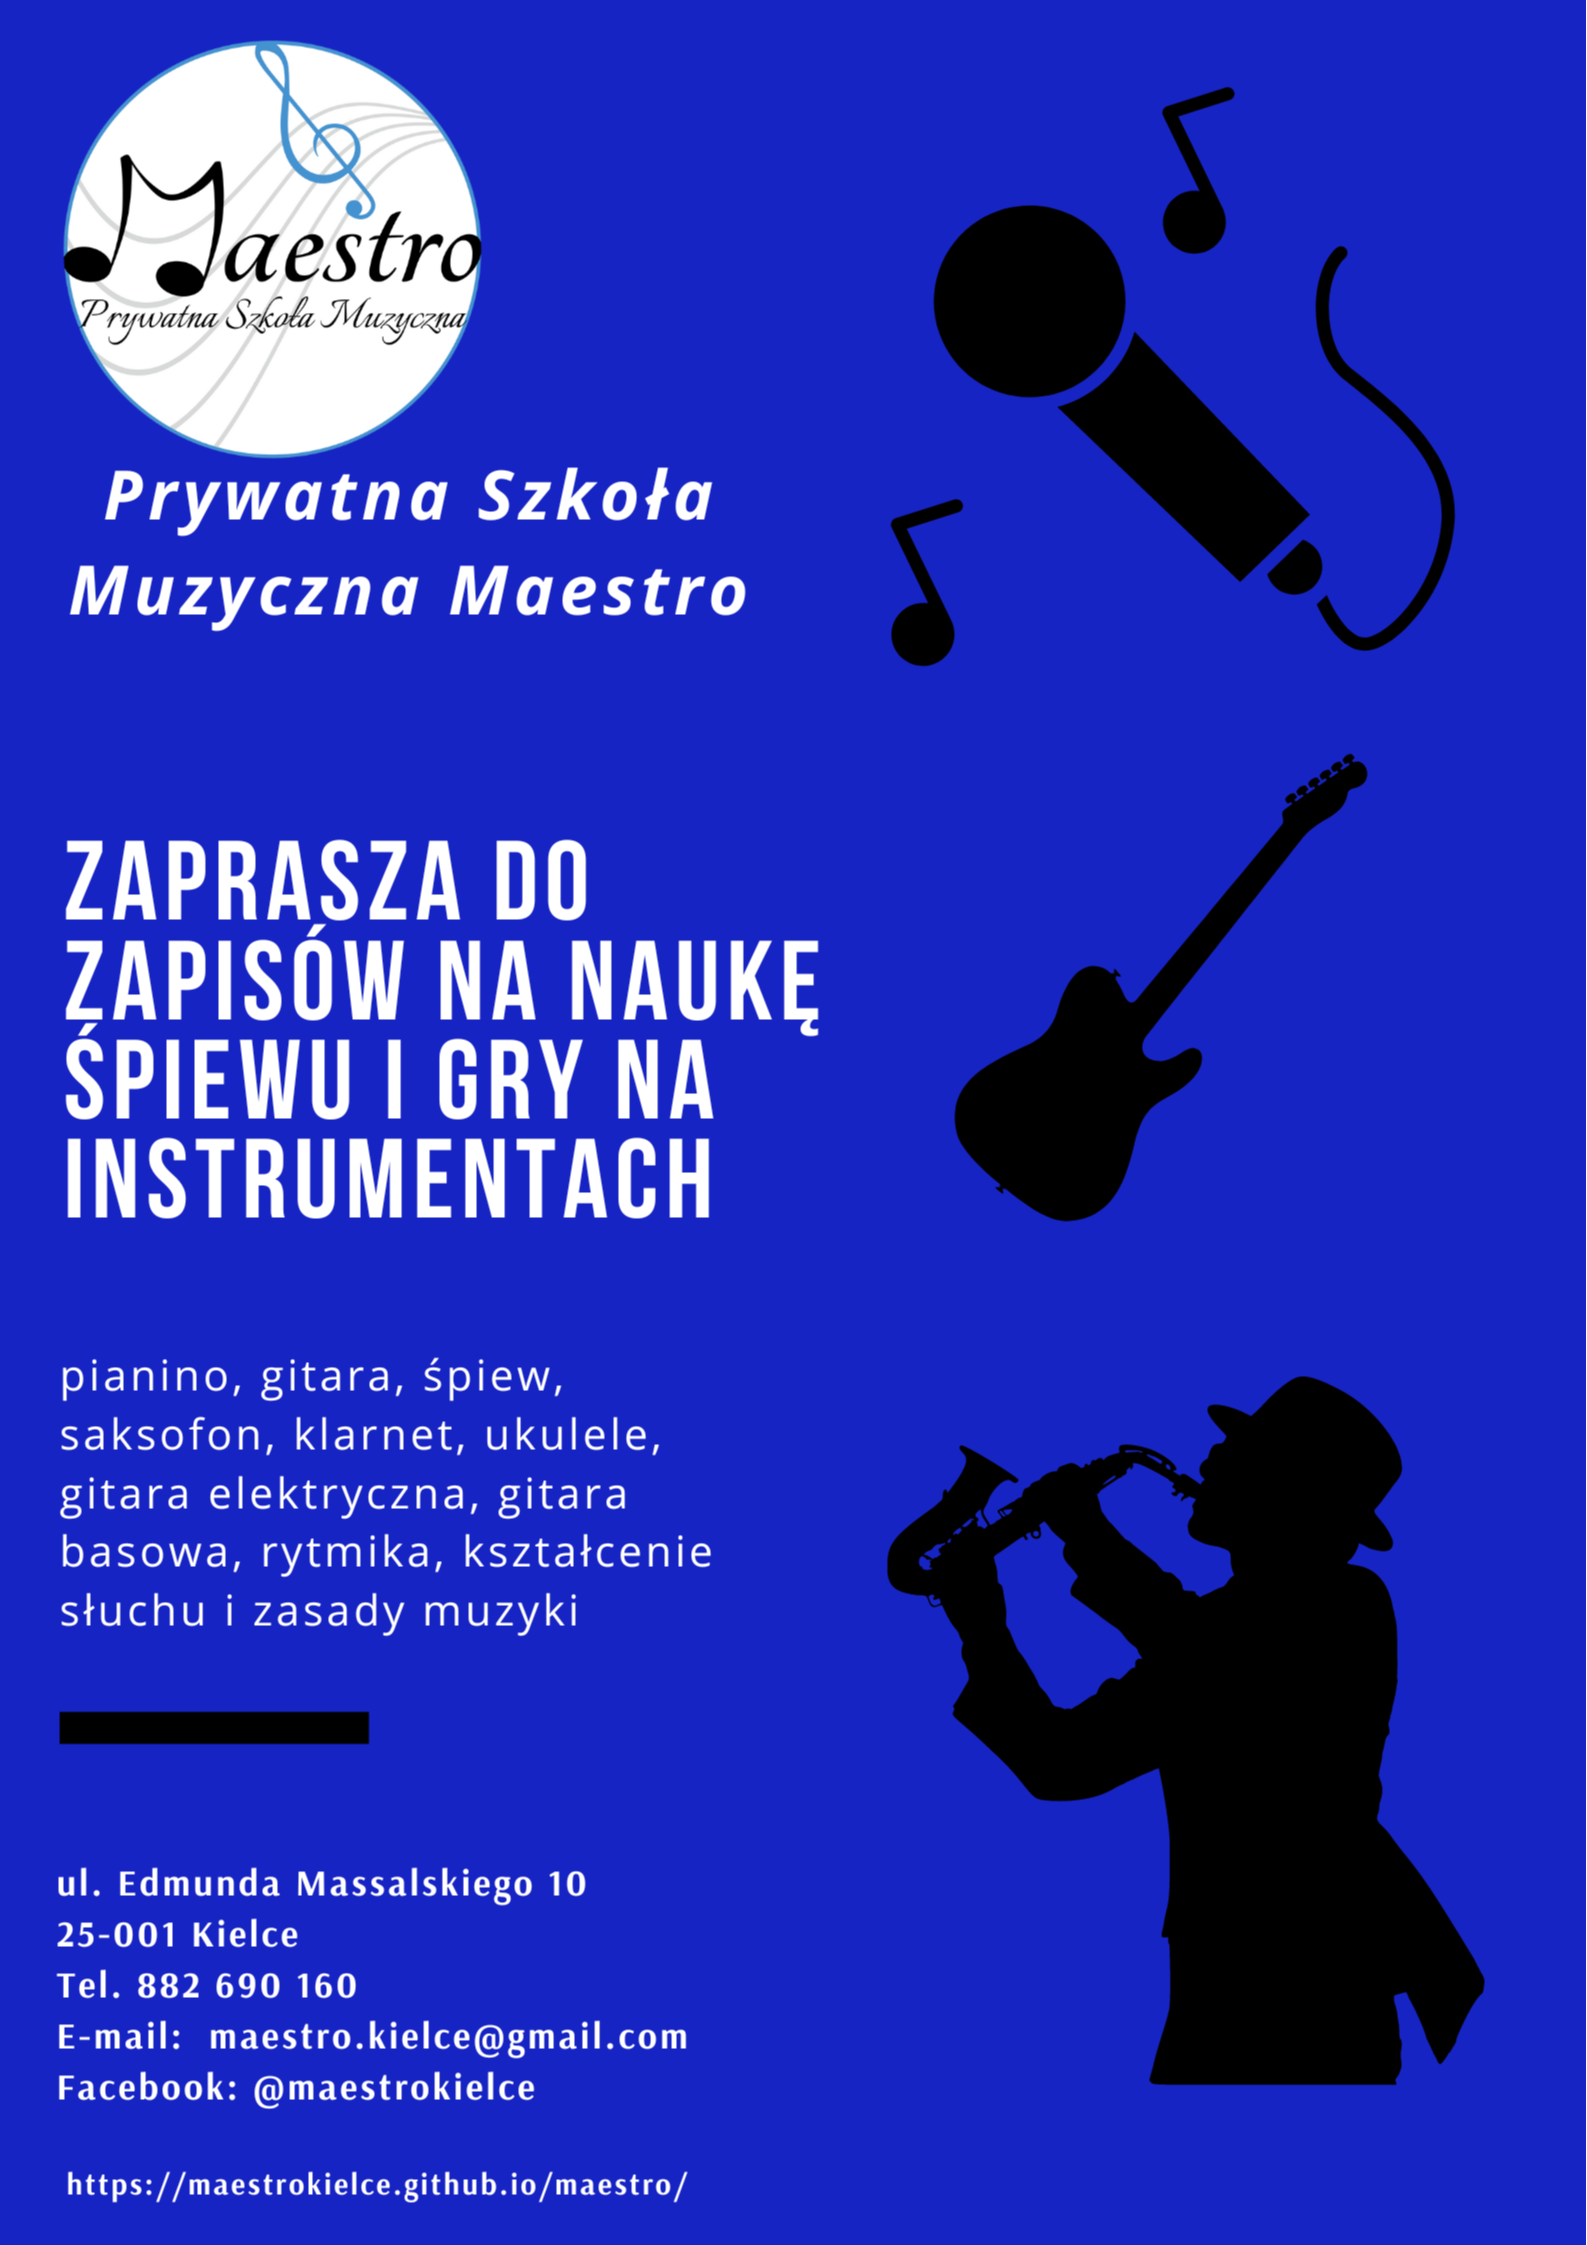 Maestro
Prywatna Szkoła Muzyczna
Prywatna Szkoła
Muzyczna Maestro
ZAPRASZA DO
ZAPISÓW NA NAUKĘ
ŚPIEWU I GRY NA
INSTRUMENTACH
pianino, gitara, śpiew,
saksofon, klarnet, ukulele,
gitara elektryczna, gitara
basowa, rytmika, kształcenie
słuchu i zasady muzyki
ul. Edmunda Massalskiego 10
25-001 Kielce
Tel. 882 690 160
E-mail:  maestro.kielce@gmail.com
Facebook: @maestrokielce
https://maestrokielce.github.io/maestro/